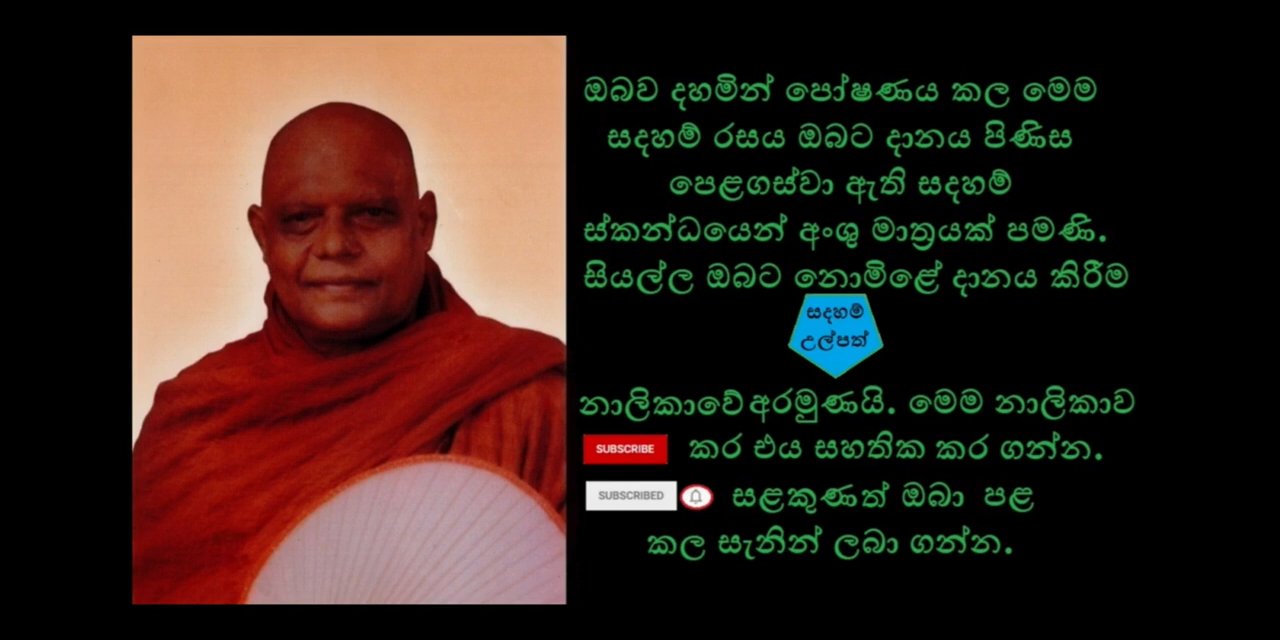 ඔබව දහමින් පෝෂණය කල මෙම
සදහම් රසය ඔබට දානය පිණිස
පෙළගස්වා ඇති සදහම්
ස්කන්ධයෙන් අංශු මාත්‍රයක් පමණි.
සියල්ල ඔබට නොමිළේ දානය කිරීම
සදහම්
උල්පත්
නාලිකාවේ අරමුණයි. මෙම නාලිකාව
SUBSCRIBE කර එය සහතික කර ගන්න.
SUBSCRIBED සළකුණත් ඔබා පළ
කල සැනින් ලබා ගන්න.